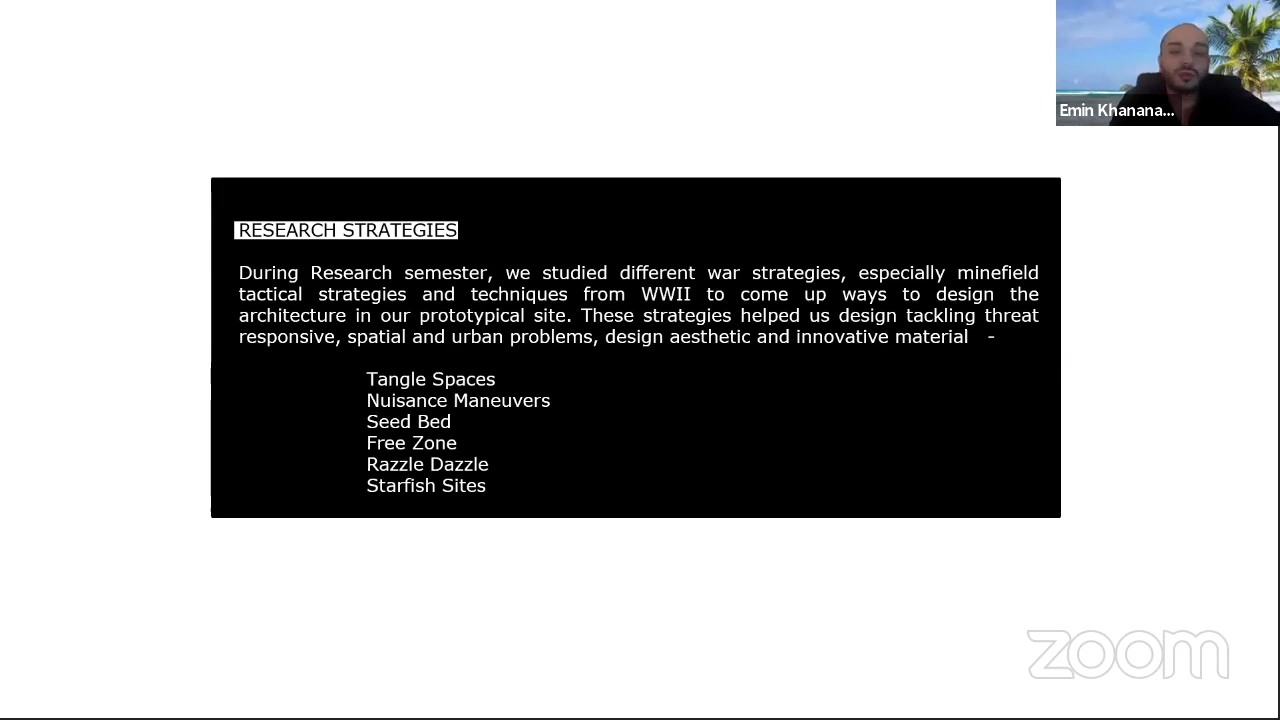 Emin Khanana...
RESEARCH STRATEGIES
During Research semester, we studied different war strategies, especially minefield
tactical strategies and techniques from WWII to come up ways to design the
architecture in our prototypical site. These strategies helped us design tackling threat
responsive, spatial and urban problems, design aesthetic and innovative material -
Tangle Spaces
Nuisance Maneuvers
Seed Bed
Free Zone
Razzle Dazzle
Starfish Sites
zoom